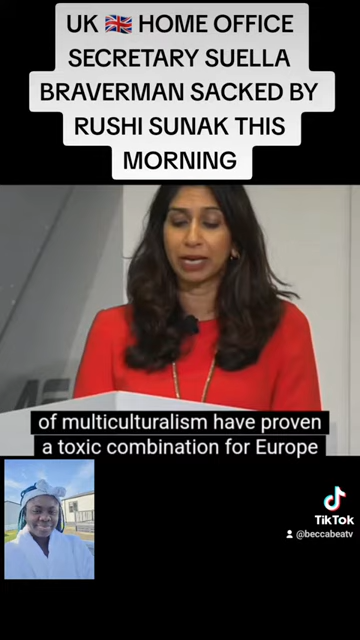 UK 🇬🇧 HOME OFFICE
SECRETARY SUELLA
BRAVERMAN SACKED BY
RUSHI SUNAK THIS
MORNING
of multiculturalism have proven
a toxic combination for Europe
TikTok
@beccabeatv